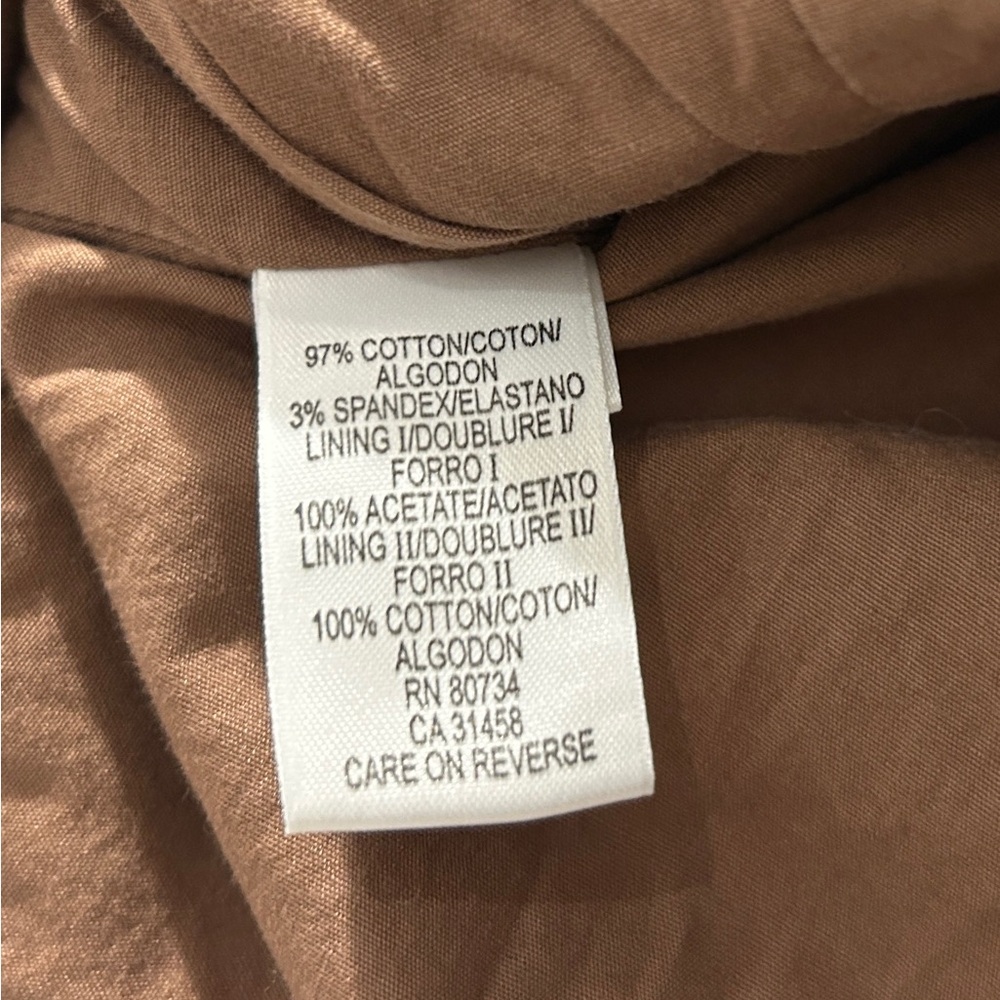 97% COTTON/COTON/
ALGODON
3% SPANDEX/ELASTANO
LINING I/DOUBLURE I/
FORRO I
100% ACETATE/ACETATO
LINING II/DOUBLURE II/
FORRO II
100% COTTON/COTON/
ALGODON
RN 80734
CA 31458
CARE ON REVERSE